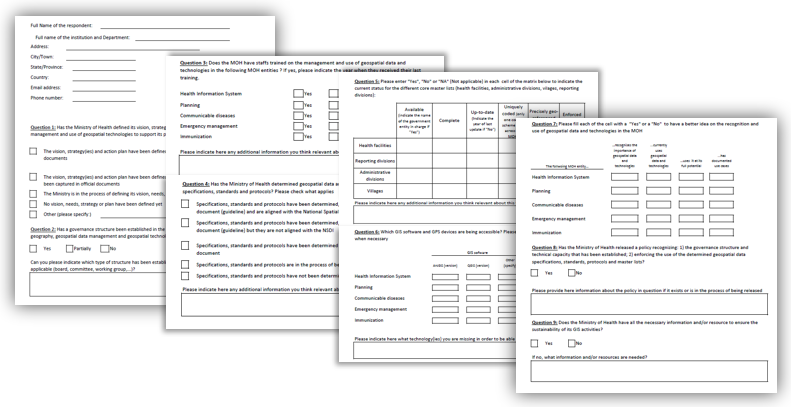 Full Name of the respondent:
Full name of the institution and Department:
Address:
City/Town:
State/Province:
Country:
Email address:
Phone number:
Question 1: Has the Ministry of Health defined its vision, strategy
management and use of geospatial technologies to support its p
The vision, strategy(ies) and action plan have been defined
documents
The vision, strategy(ies) and action plan have been defined
been captured in official documents
The Ministry is in the process of defining its vision, needs,
No vision, needs, strategy or plan have been defined yet
Other (please specify:)
Question 2: Has a governance structure been established in the
geography, geospatial data management and geospatial technol
Yes Partially No
Can you please indicate which type of structure has been establ
applicable (board, committee, working group,...)?
Question 3: Does the MOH have staffs trained on the management and use of geospatial data and
technologies in the following MOH entities ? If yes, please indicate the year when they received their last
training.
Health Information System Yes
Planning Yes
Communicable diseases Yes
Emergency management Yes
Immunization Yes
Please indicate here any additional information you think relevant ab
Question 4: Has the Ministry of Health determined geospatial data a
specifications, standards and protocols? Please check what applies
Specifications, standards and protocols have been determined,
document (guideline) and are aligned with the National Spatial
Specifications, standards and protocols have been determined,
document (guideline) but they are not aligned with the NSDI
Specifications, standards and protocols have been determined
document
Specifications, standards and protocols are in the process of be
Specifications, standards and protocols have not been determi
Please indicate here any additional information you think relevant ab
Question 5: Please enter "Yes", "No" or "NA" (Not applicable) in each cell of the matrix below to indicate the
current status for the different core master lists (health facilities, administrative divisions, villages, reporting
divisions):
Available
(indicate the name
of the government
entity in charge if
"Yes")
Complete
Up-to-date
(indicate the
year of last
update if "No")
Uniquely
Precisely geo-
Enforced
Health facilities
Reporting divisions
Administrative
divisions
Villages
Please indicate here any additional information you think relevant about this
Question 6: Which GIS software and GPS devices are being accessible? Please
when necessary
GIS software
ArcGIS (version) QGIS (version) Other
Health Information System
Planning
Communicable diseases
Emergency management
Immunization
Please indicate here what technology(ies) you are missing in order to be able
Question 7: Please fill each of the cell with a "Yes" or a "No" to have a better idea on the recognition and
use of geospatial data and technologies in the MOH
The following MOH entity...
...recognizes the
importance of
geospatial data
and
technologies
...currently
uses
geospatial
data and
technologies
...uses it at its
full potential
...has
documented
use cases
Health Information System
Planning
Communicable diseases
Emergency management
Immunization
Question 8: Has the Ministry of Health released a policy recognizing: 1) the governance structure and
technical capacity that has been established; 2) enforcing the use of the determined geospatial data
specifications, standards, protocols and master lists?
Yes No
Please provide here information about the policy in question if it exists or is in the process of being released
Question 9: Does the Ministry of Health have all the necessary information and/or resource to ensure the
sustainability of its GIS activities?
Yes No
If no, what information and/or resources are needed?